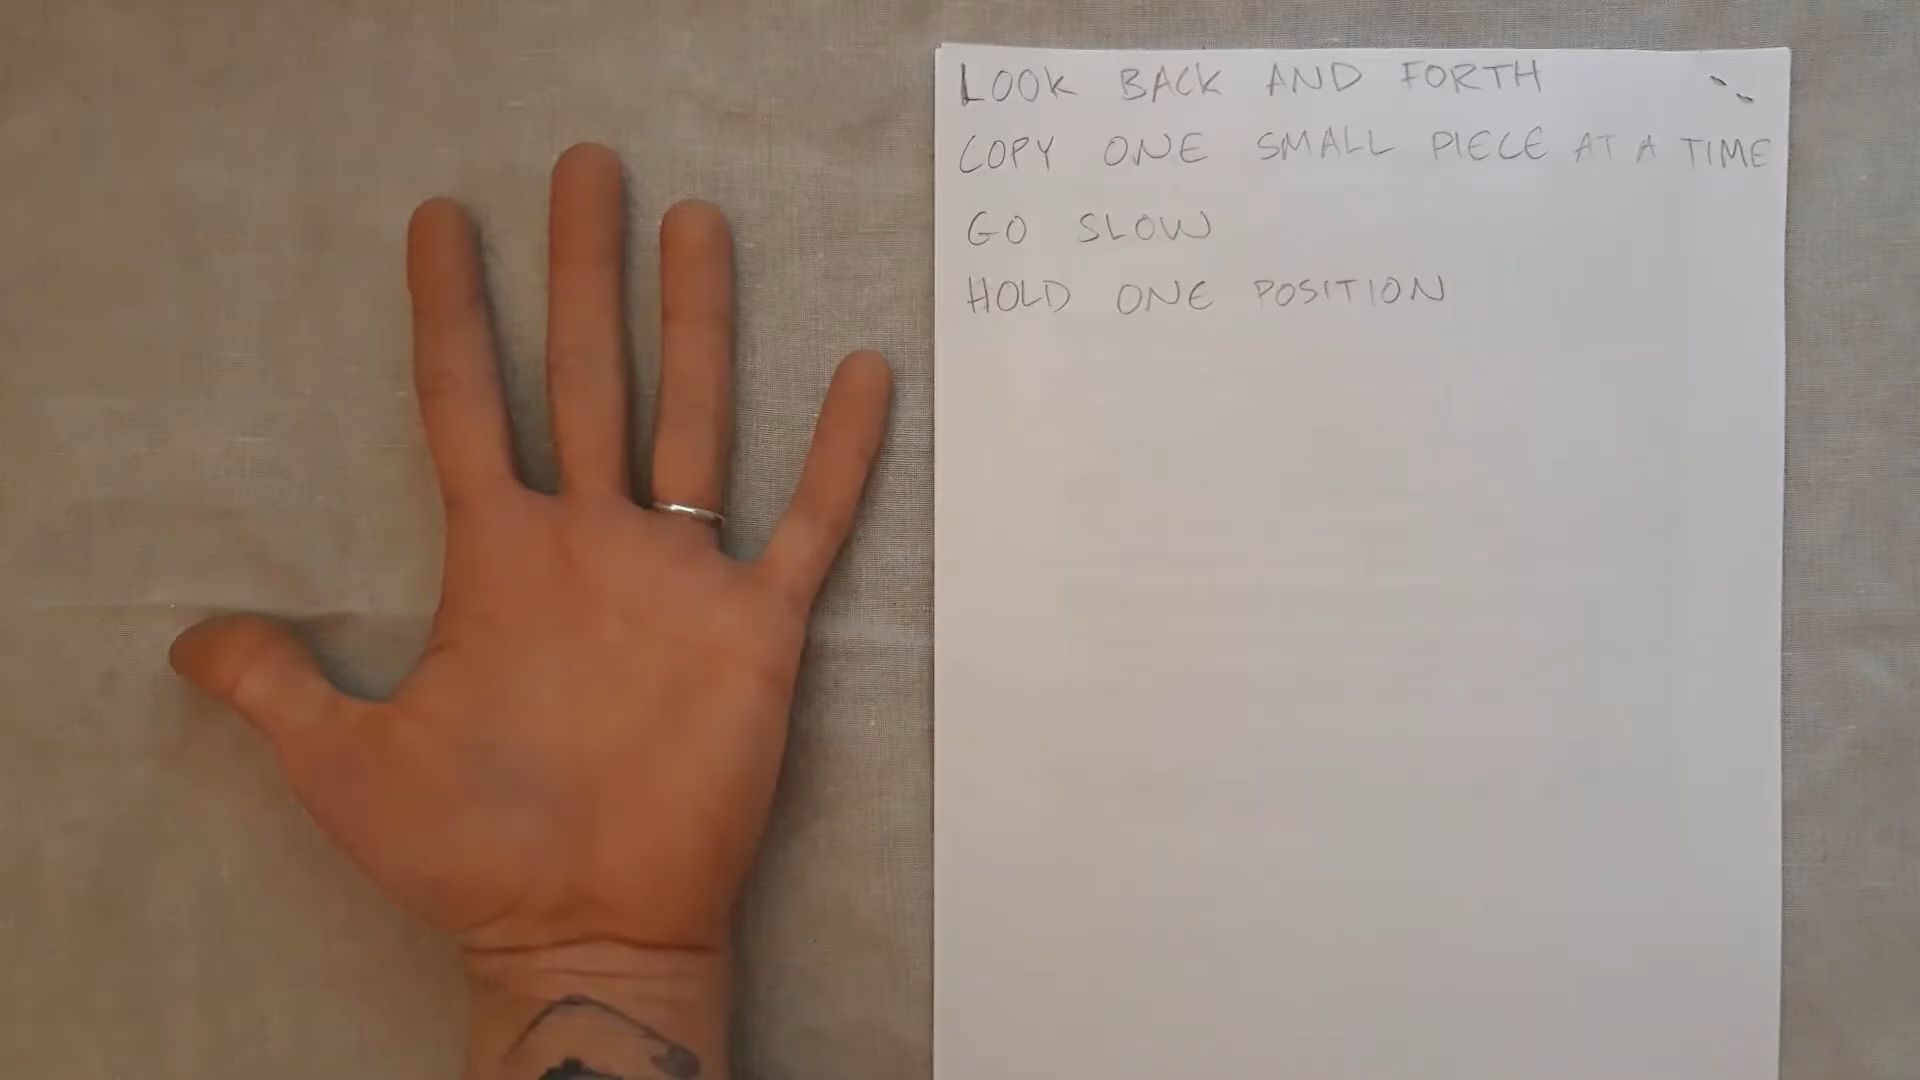 LOOK BACK AND FORTH
COPY ONE SMALL PIECE AT A TIME
GO SLOW
HOLD ONE POSITION